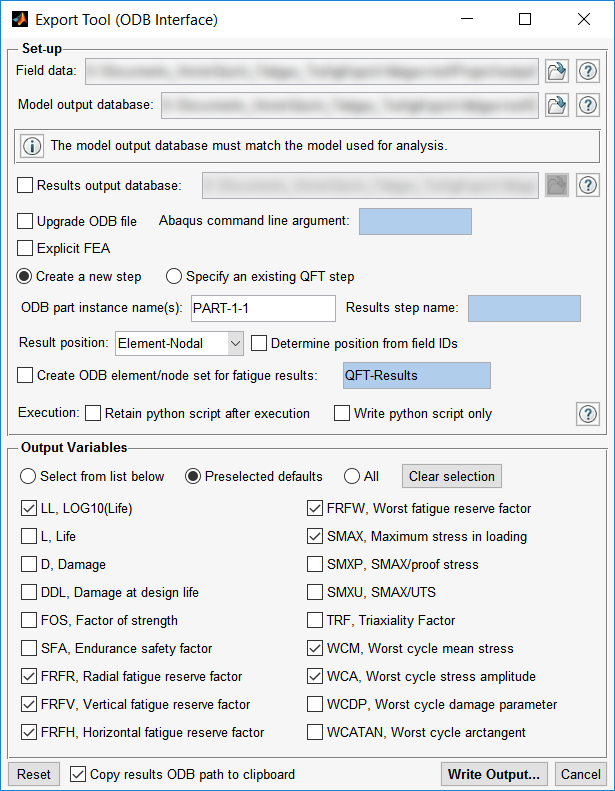 Export Tool (ODB Interface)
Set-up
Field data:
Model output database:
The model output database must match the model used for analysis.
Results output database:
Upgrade ODB file Abaqus command line argument:
Explicit FEA
Create a new step Specify an existing QFT step
ODB part instance name(s): PART-1-1 Results step name:
Result position: Element-Nodal Determine position from field IDs
Create ODB element/node set for fatigue results: QFT-Results
Execution: Retain python script after execution Write python script only
Output Variables
Select from list below Preselected defaults All Clear selection
LL, LOG10(Life) FRFW, Worst fatigue reserve factor
L, Life SMAX, Maximum stress in loading
D, Damage SMXP, SMAX/proof stress
DDL, Damage at design life SMXU, SMAX/UTS
FOS, Factor of strength TRF, Triaxiality Factor
SFA, Endurance safety factor WCM, Worst cycle mean stress
FRFR, Radial fatigue reserve factor WCA, Worst cycle stress amplitude
FRFV, Vertical fatigue reserve factor WCDP, Worst cycle damage parameter
FRFH, Horizontal fatigue reserve factor WCATAN, Worst cycle arctangent
Reset Copy results ODB path to clipboard Write Output... Cancel